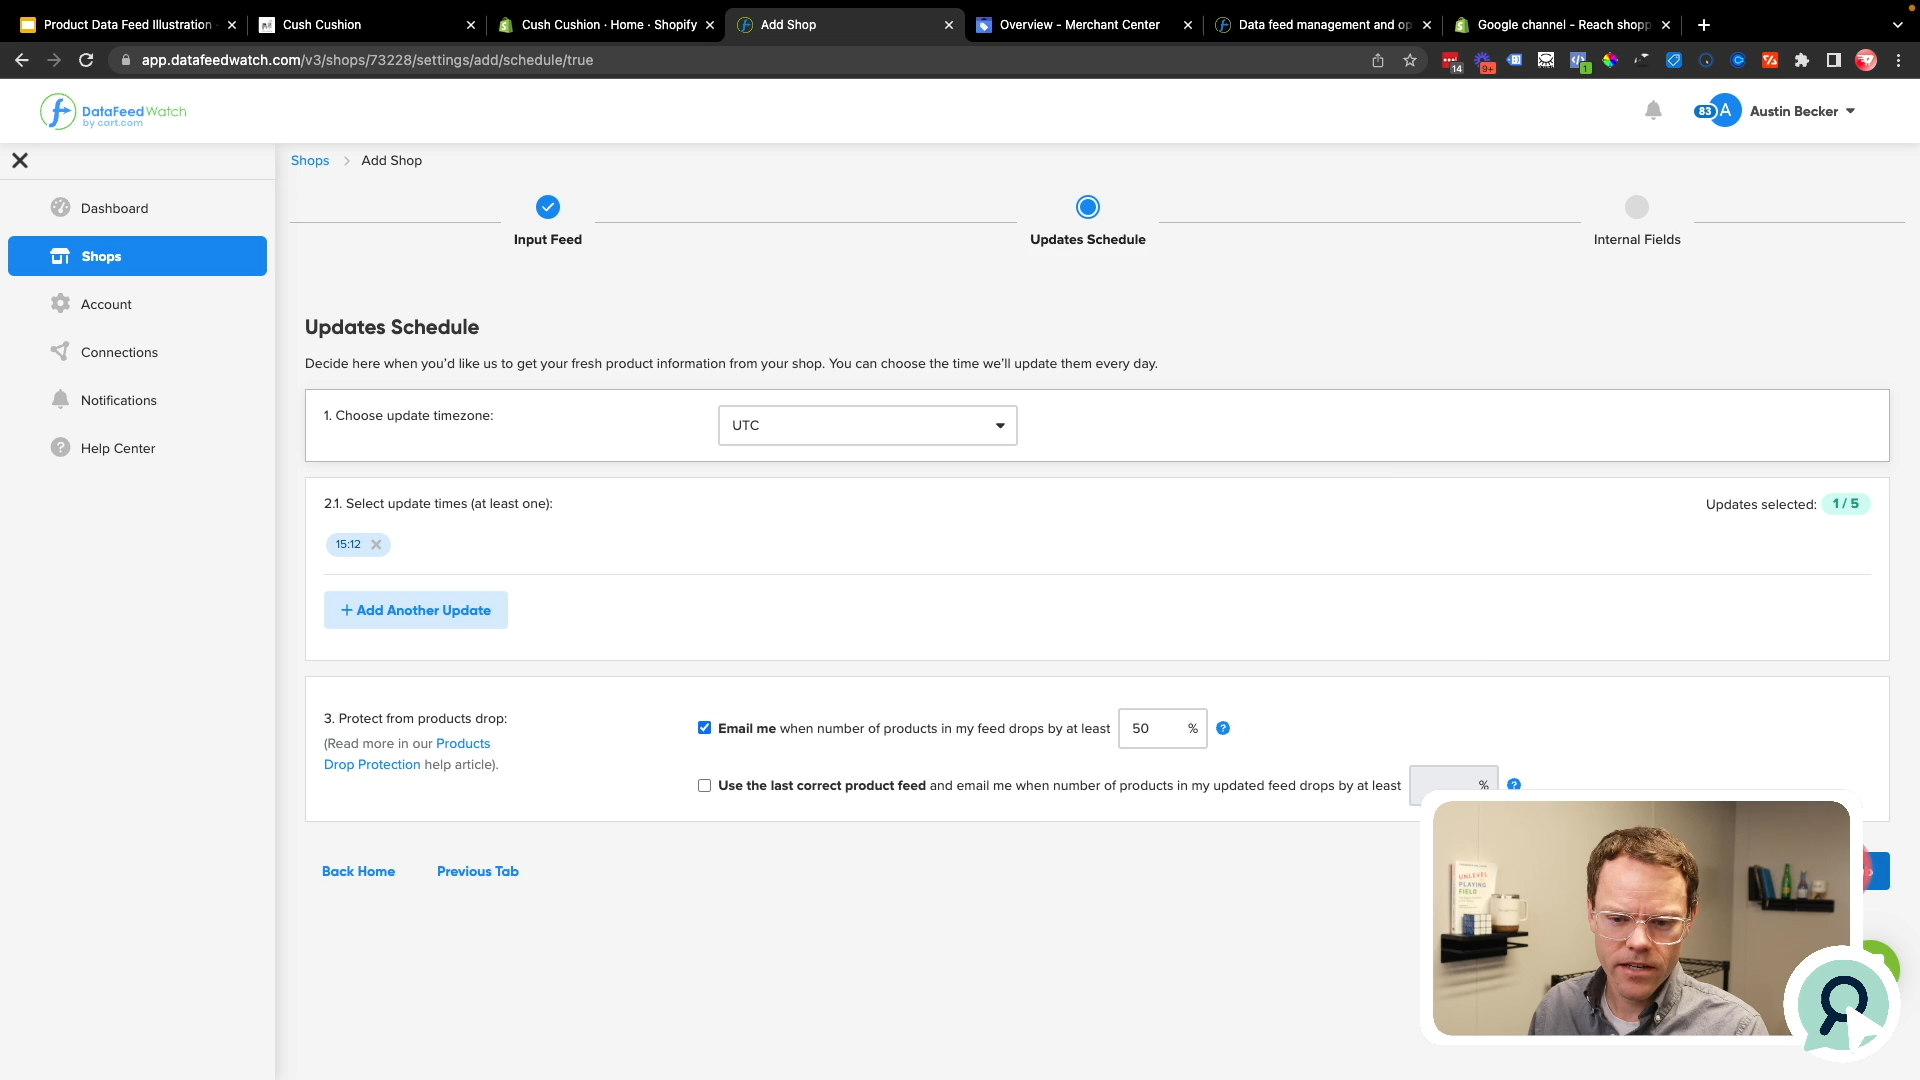 Product Data Feed Illustration
Cush Cushion
Cush Cushion · Home · Shopify
Add Shop
Overview - Merchant Center
Data feed management and op
Google channel - Reach shopp
app.datafeedwatch.com/v3/shops/73228/settings/add/schedule/true
14
9+
1
DataFeedWatch
by cart.com
83
A
Austin Becker
Shops
Add Shop
Dashboard
Shops
Account
Connections
Notifications
Help Center
Input Feed
Updates Schedule
Internal Fields
Updates Schedule
Decide here when you'd like us to get your fresh product information from your shop. You can choose the time we'll update them every day.
1. Choose update timezone:
UTC
2.1. Select update times (at least one):
Updates selected: 1 / 5
15:12
+ Add Another Update
3. Protect from products drop:
(Read more in our Products
Drop Protection help article).
Email me when number of products in my feed drops by at least 50 %
Use the last correct product feed and email me when number of products in my updated feed drops by at least %
Back Home
Previous Tab
UNLEVEL
PLAYING
FIELD